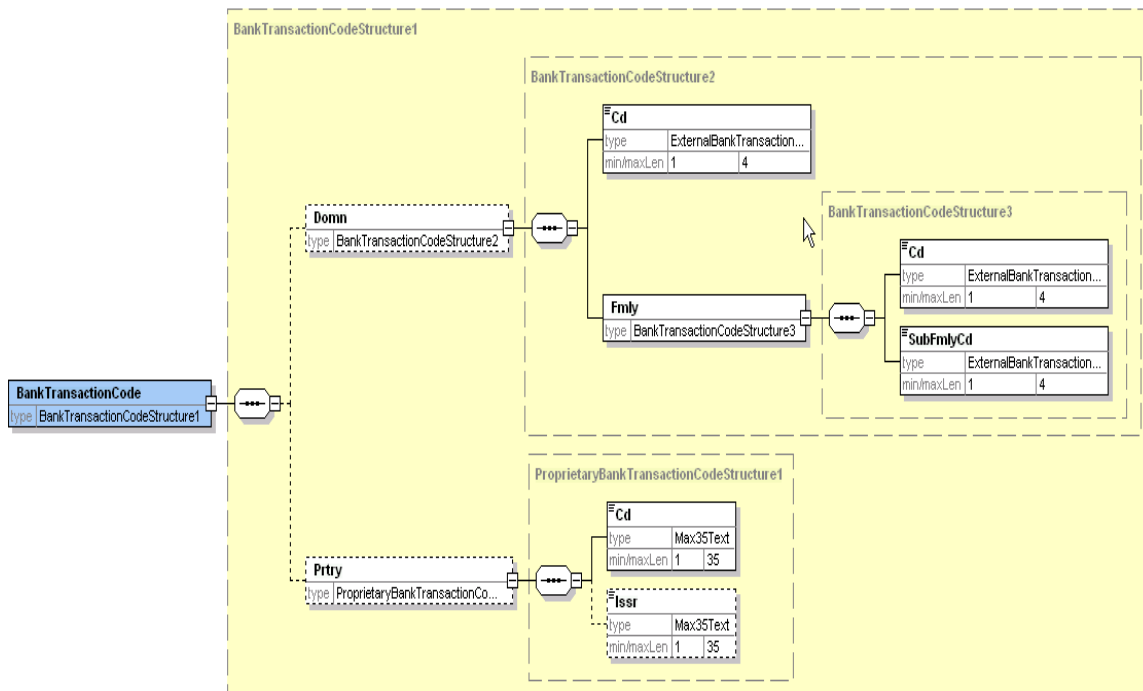 BankTransactionCodeStructure1
BankTransactionCodeStructure2
Cd
type ExternalBankTransaction...
min/maxLen 1 4
Domn
type BankTransactionCodeStructure2
BankTransactionCodeStructure3
Cd
type ExternalBankTransaction...
min/maxLen 1 4
Fmly
type BankTransactionCodeStructure3
SubFmlyCd
type ExternalBankTransaction...
min/maxLen 1 4
BankTransactionCode
type BankTransactionCodeStructure1
ProprietaryBankTransactionCodeStructure1
Cd
type Max35Text
min/maxLen 1 35
Prtry
type ProprietaryBankTransactionCo...
Issr
type Max35Text
min/maxLen 1 35